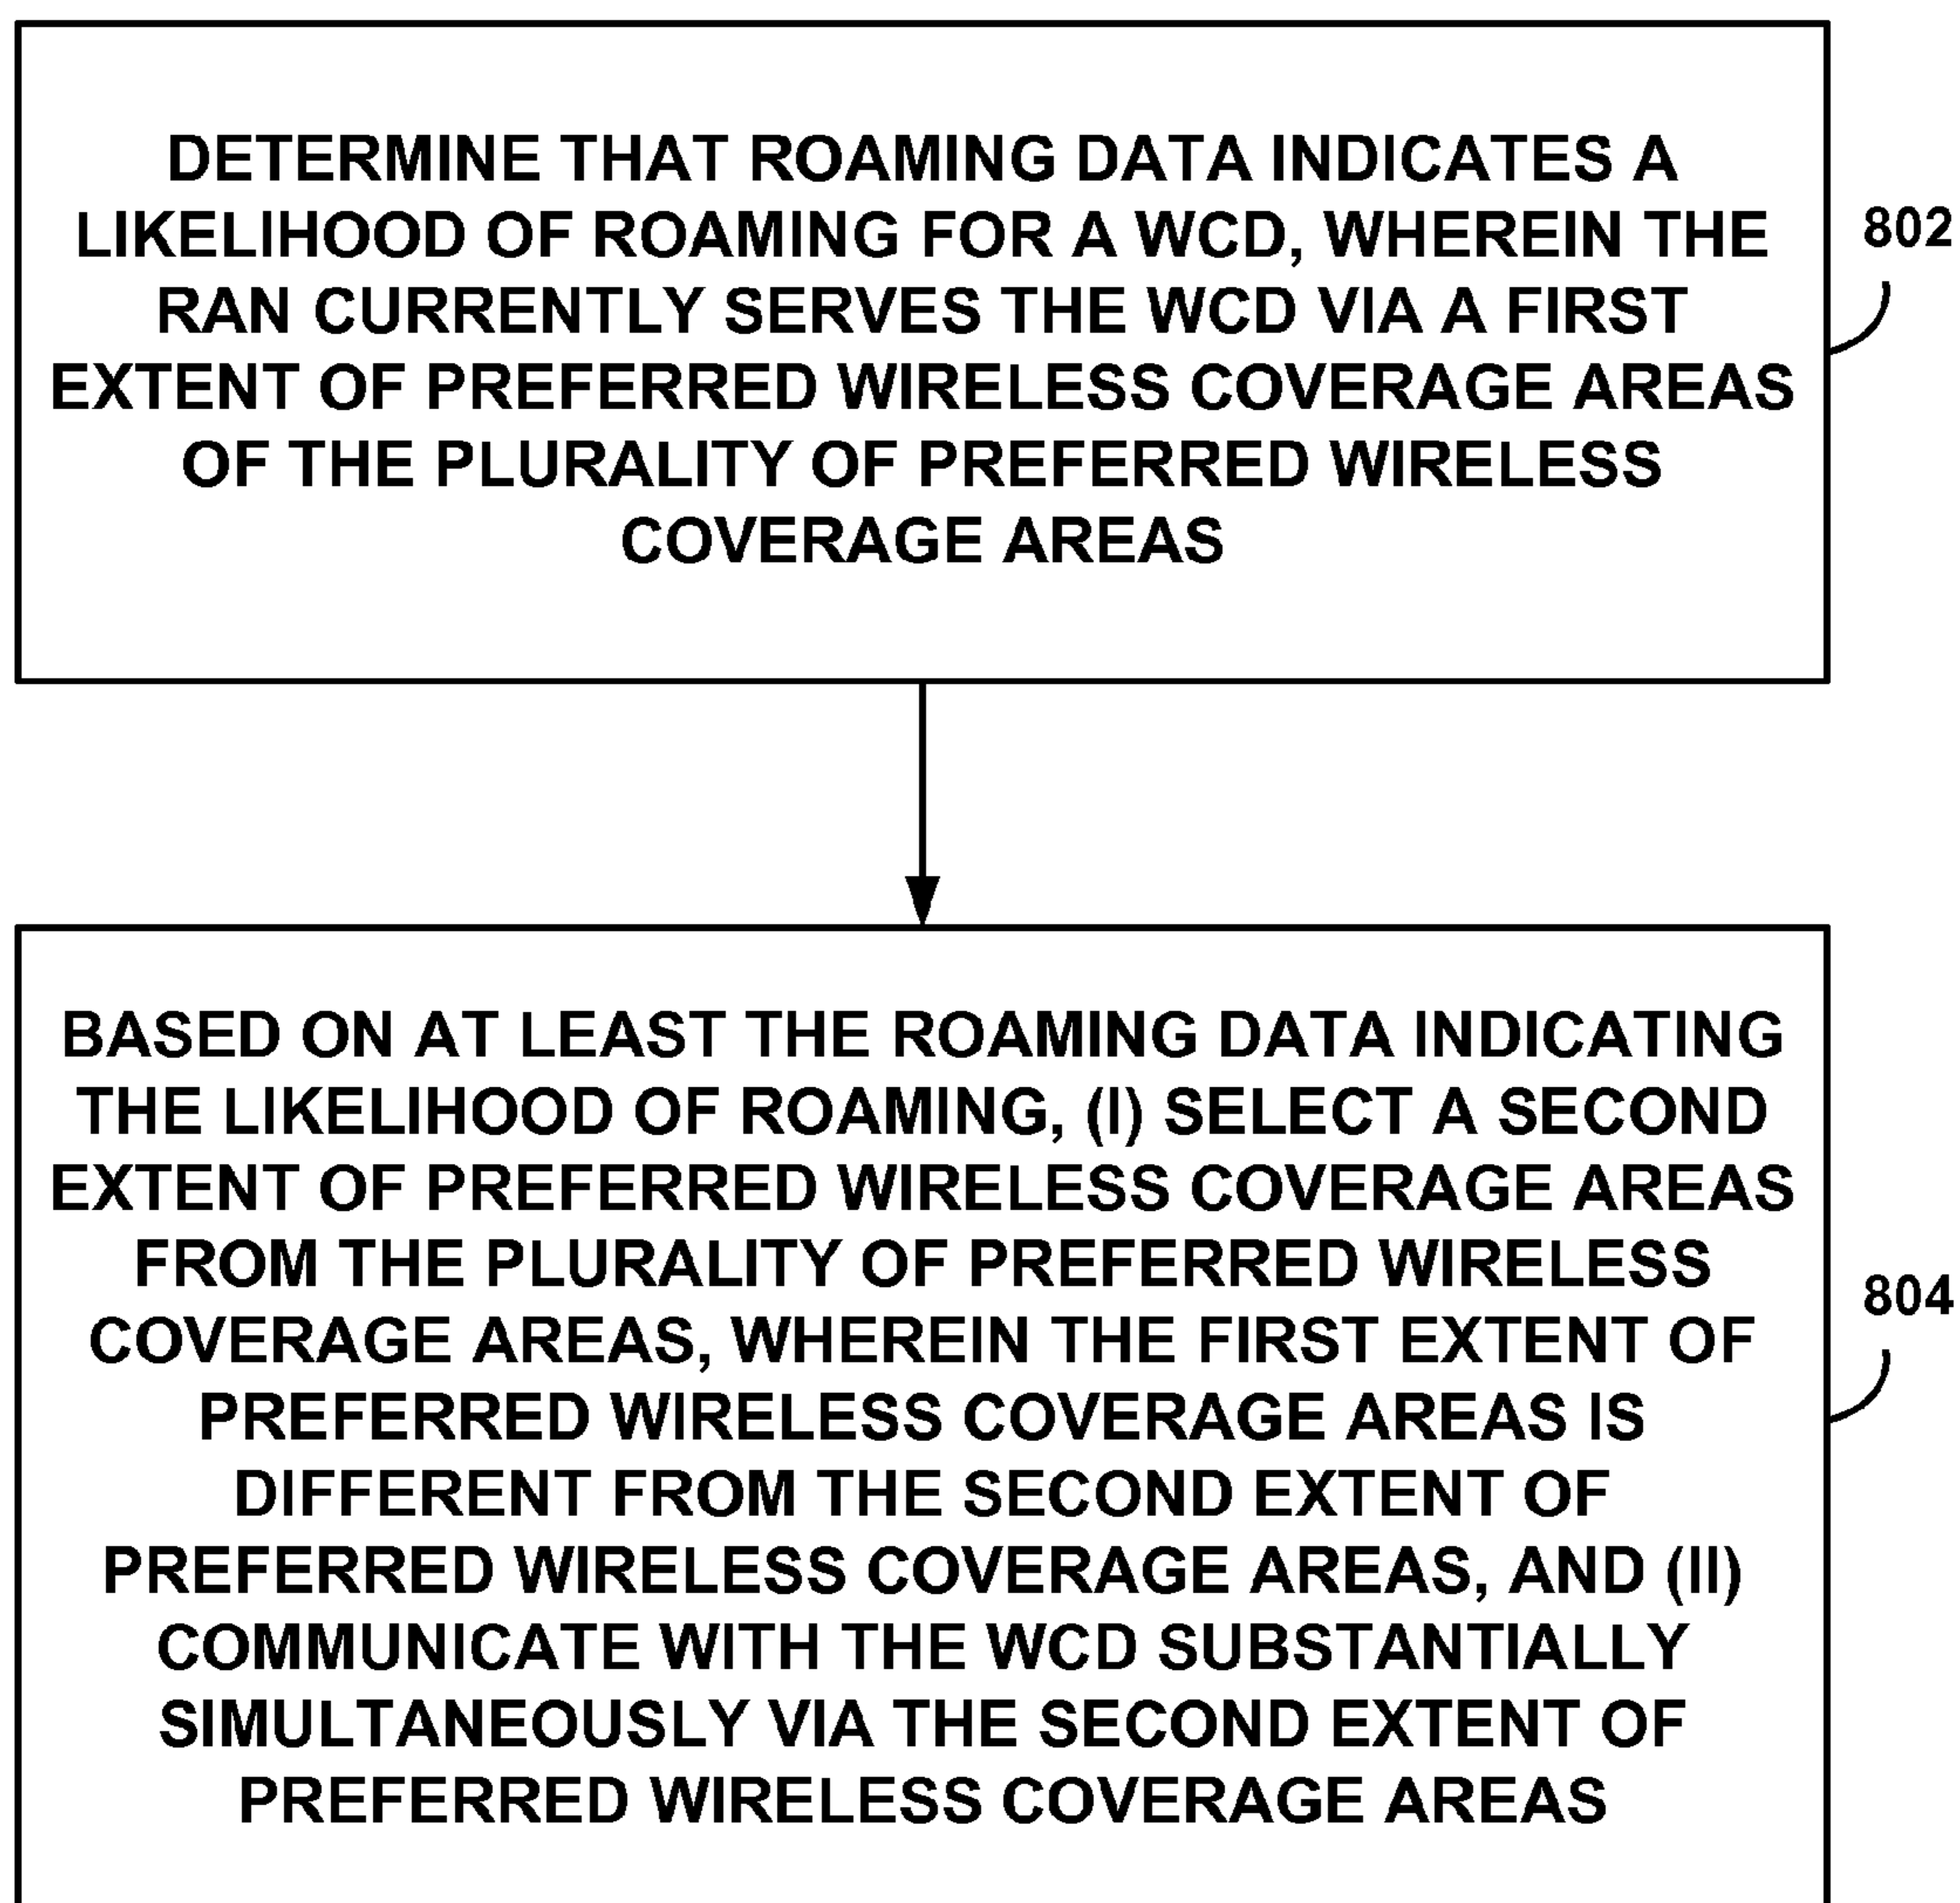 DETERMINE THAT ROAMING DATA INDICATES A
LIKELIHOOD OF ROAMING FOR A WCD, WHEREIN THE
RAN CURRENTLY SERVES THE WCD VIA A FIRST
EXTENT OF PREFERRED WIRELESS COVERAGE AREAS
OF THE PLURALITY OF PREFERRED WIRELESS
COVERAGE AREAS
802
BASED ON AT LEAST THE ROAMING DATA INDICATING
THE LIKELIHOOD OF ROAMING, (I) SELECT A SECOND
EXTENT OF PREFERRED WIRELESS COVERAGE AREAS
FROM THE PLURALITY OF PREFERRED WIRELESS
COVERAGE AREAS, WHEREIN THE FIRST EXTENT OF
PREFERRED WIRELESS COVERAGE AREAS IS
DIFFERENT FROM THE SECOND EXTENT OF
PREFERRED WIRELESS COVERAGE AREAS, AND (II)
COMMUNICATE WITH THE WCD SUBSTANTIALLY
SIMULTANEOUSLY VIA THE SECOND EXTENT OF
PREFERRED WIRELESS COVERAGE AREAS
804